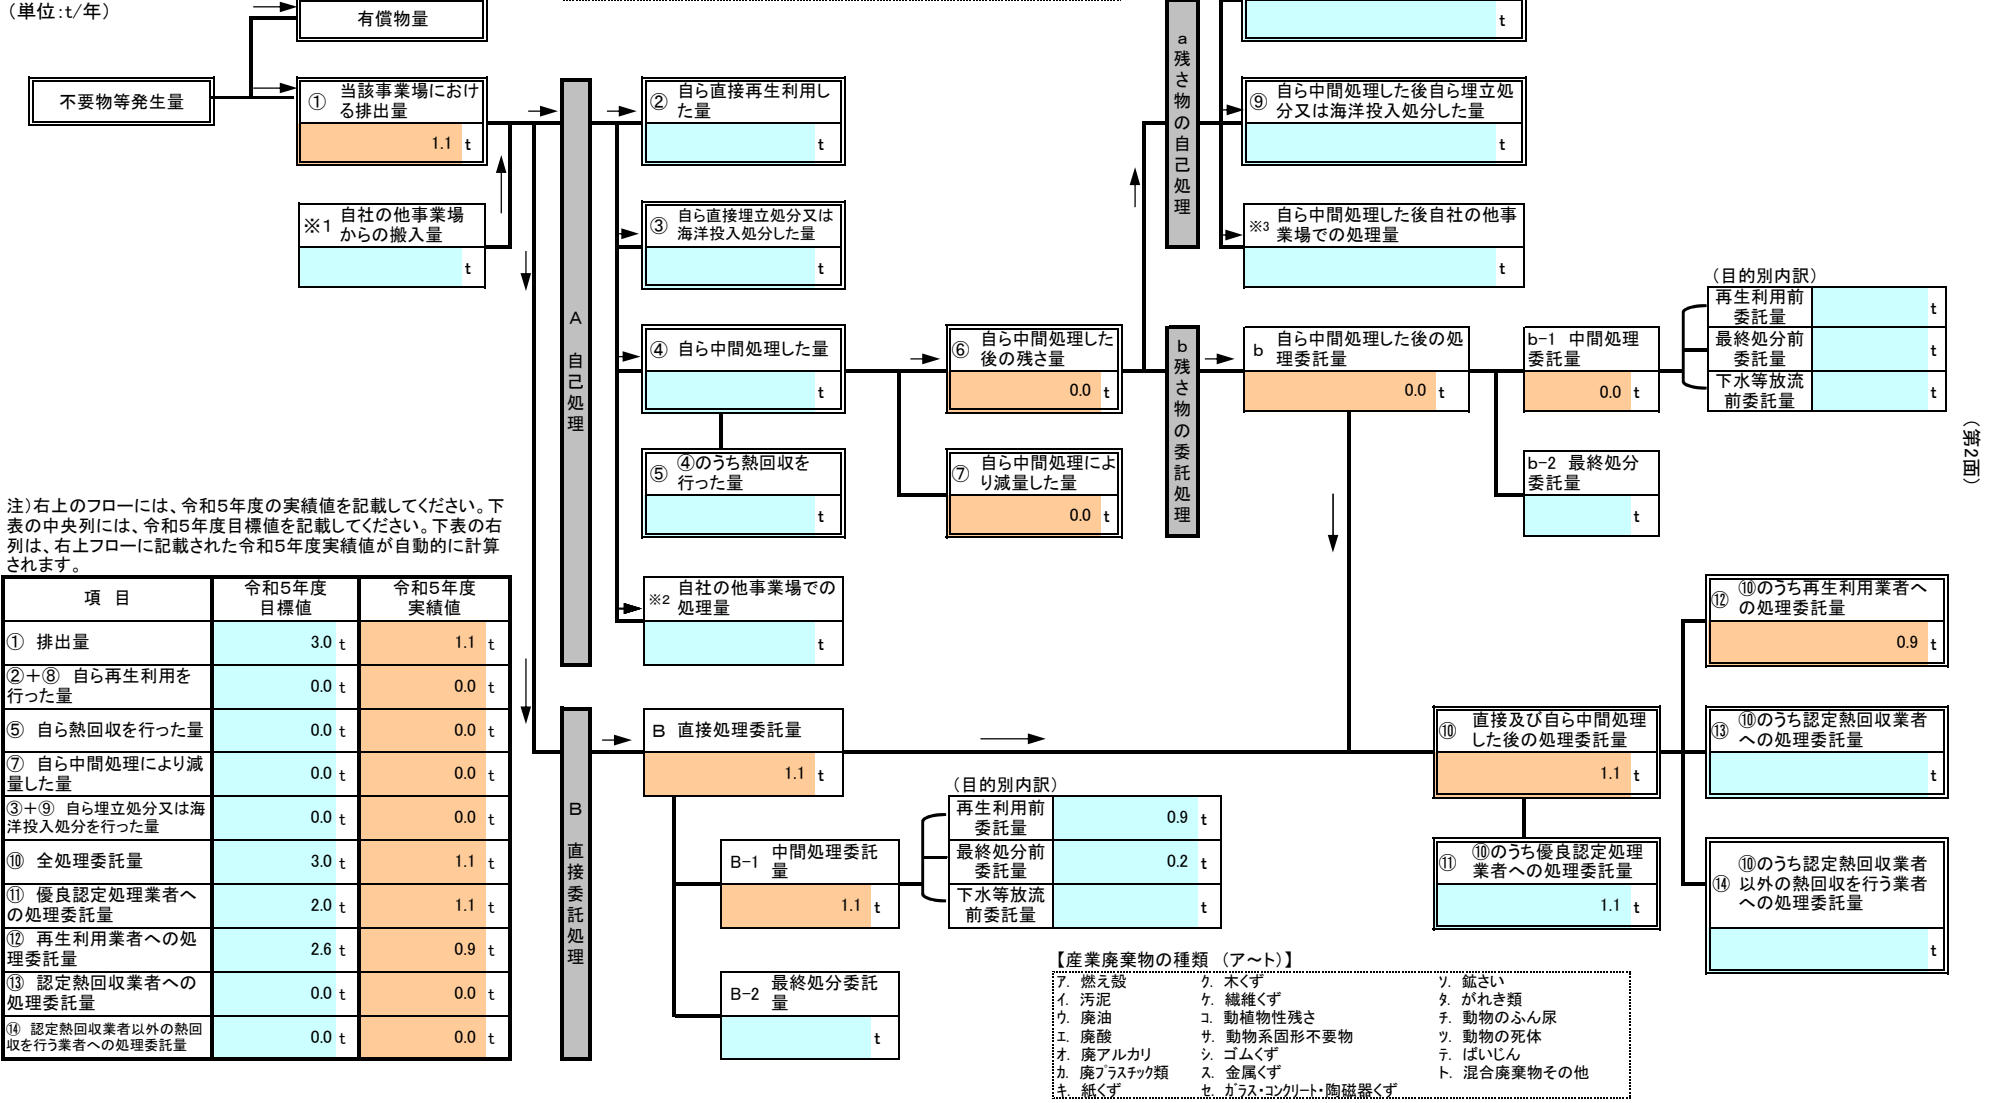 （単位:t/年）
有償物量
不要物等発生量
① 当該事業場におけ
る排出量
1.1 t
※1 自社の他事業場
からの搬入量
t
A 自己処理
② 自ら直接再生利用し
た量
t
③ 自ら直接埋立処分又は
海洋投入処分した量
t
④ 自ら中間処理した量
t
⑤ ④のうち熱回収を
行った量
t
※2 自社の他事業場での
処理量
t
⑥ 自ら中間処理した
後の残さ量
0.0 t
⑦ 自ら中間処理によ
り減量した量
0.0 t
a残さ物の自己処理
t
⑨ 自ら中間処理した後自ら埋立処
分又は海洋投入処分した量
t
※3 自ら中間処理した後自社の他事
業場での処理量
t
b残さ物の委託処理
b 自ら中間処理した後の処
理委託量
0.0 t
b-1 中間処理
委託量
0.0 t
（目的別内訳）
再生利用前
委託量 t
最終処分前
委託量 t
下水等放流
前委託量 t
b-2 最終処分
委託量
t
（第2面）
注）右上のフローには、令和5年度の実績値を記載してください。下
表の中央列には、令和5年度目標値を記載してください。下表の右
列は、右上フローに記載された令和5年度実績値が自動的に計算
されます。
項 目 令和5年度
目標値 令和5年度
実績値
① 排出量 3.0 t 1.1 t
②＋⑧ 自ら再生利用を
行った量 0.0 t 0.0 t
⑤ 自ら熱回収を行った量 0.0 t 0.0 t
⑦ 自ら中間処理により減
量した量 0.0 t 0.0 t
③＋⑨ 自ら埋立処分又は海
洋投入処分を行った量 0.0 t 0.0 t
⑩ 全処理委託量 3.0 t 1.1 t
⑪ 優良認定処理業者へ
の処理委託量 2.0 t 1.1 t
⑫ 再生利用業者への処
理委託量 2.6 t 0.9 t
⑬ 認定熱回収業者への
処理委託量 0.0 t 0.0 t
⑭ 認定熱回収業者以外の熱回
収を行う業者への処理委託量 0.0 t 0.0 t
B 直接委託処理
B 直接処理委託量
1.1 t
B-1 中間処理委託
量
1.1 t
B-2 最終処分委託
量
t
（目的別内訳）
再生利用前
委託量 0.9 t
最終処分前
委託量 0.2 t
下水等放流
前委託量 t
⑩ 直接及び自ら中間処理
した後の処理委託量
1.1 t
⑪ ⑩のうち優良認定処理
業者への処理委託量
1.1 t
⑫ ⑩のうち再生利用業者へ
の処理委託量
0.9 t
⑬ ⑩のうち認定熱回収業者
への処理委託量
t
⑭ ⑩のうち認定熱回収業者
以外の熱回収を行う業者
への処理委託量
t
【産業廃棄物の種類 （ア～ト）】
ア. 燃え殻 ク. 木くず ソ. 鉱さい
イ. 汚泥 ケ. 繊維くず タ. がれき類
ウ. 廃油 コ. 動植物性残さ チ. 動物のふん尿
エ. 廃酸 サ. 動物系固形不要物 ツ. 動物の死体
オ. 廃アルカリ シ. ゴムくず テ. ばいじん
カ. 廃プラスチック類 ス. 金属くず ト. 混合廃棄物その他
キ. 紙くず セ. ガラス・コンクリート・陶磁器くず